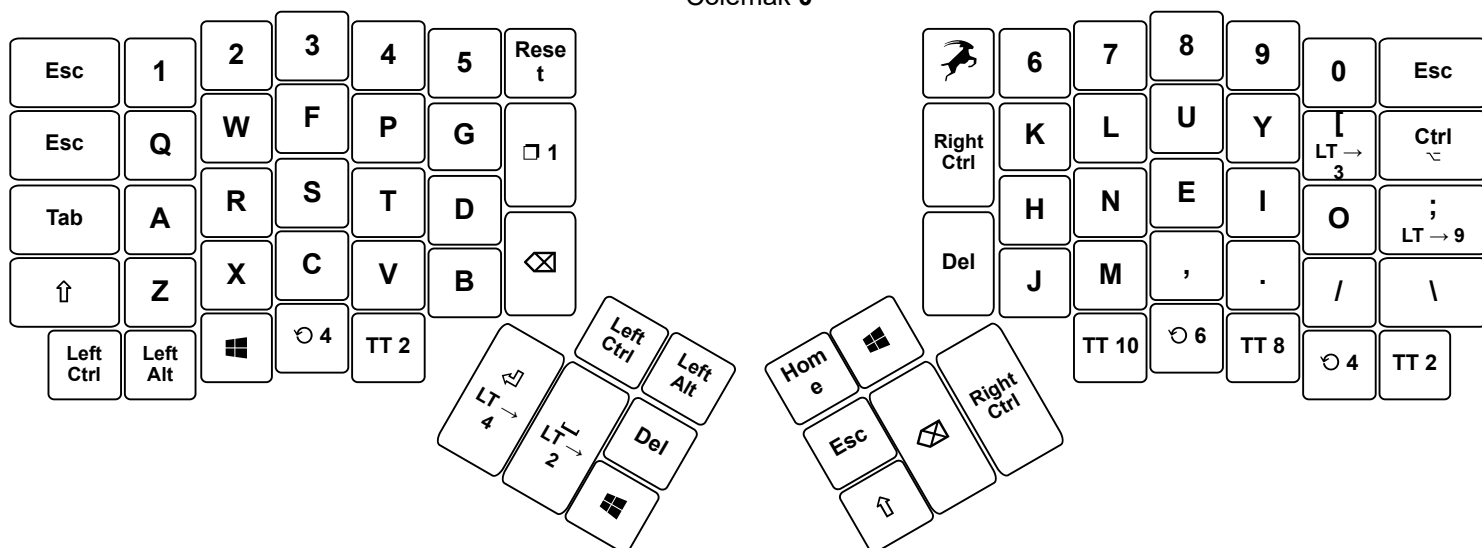 Colemak 0
Esc 1 2 3 4 5 Rese
t
6 7 8 9 0 Esc
Esc Q W F P G 1
Right
Ctrl
K L U Y [
LT →
3
Ctrl
⌥
Tab A R S T D
H N E I O ;
LT → 9
⇧ Z X C V B ⌫
Del
J M , . / \
Left
Ctrl
Left
Alt
4 TT 2
TT 10 6 TT 8 4 TT 2
LT →
4
LT →
2
Left
Ctrl
Left
Alt
Del
Hom
e
Esc
⌫
Right
Ctrl
⇧